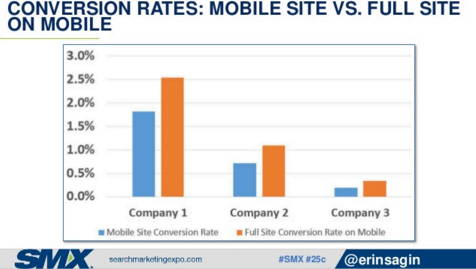 CONVERSION RATES: MOBILE SITE VS. FULL SITE
ON MOBILE
3.0%
2.5%
2.0%
1.5%
1.0%
0.5%
0.0%
Company 1 Company 2 Company 3
Mobile Site Conversion Rate Full Site Conversion Rate on Mobile
SMX searchmarketingexpo.com #SMX #25c @erinsagin